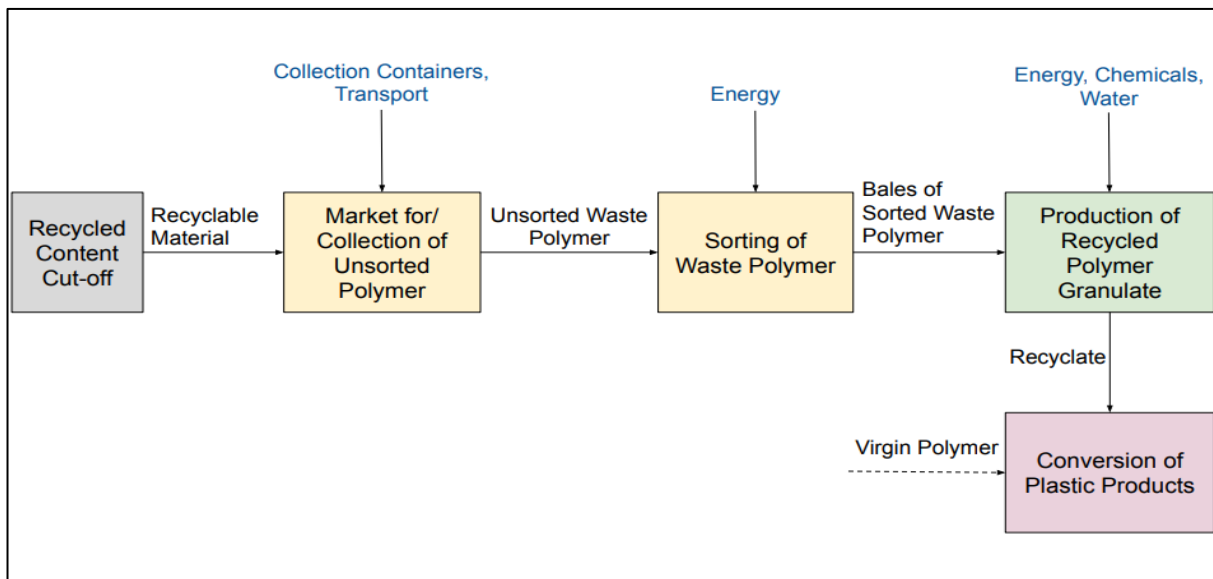 Collection Containers,
Transport
Energy
Energy, Chemicals,
Water
Recycled
Content
Cut-off
Recyclable
Material
Market for/
Collection of
Unsorted
Polymer
Unsorted Waste
Polymer
Sorting of
Waste Polymer
Bales of
Sorted Waste
Polymer
Production of
Recycled
Polymer
Granulate
Recyclate
Virgin Polymer
Conversion of
Plastic Products